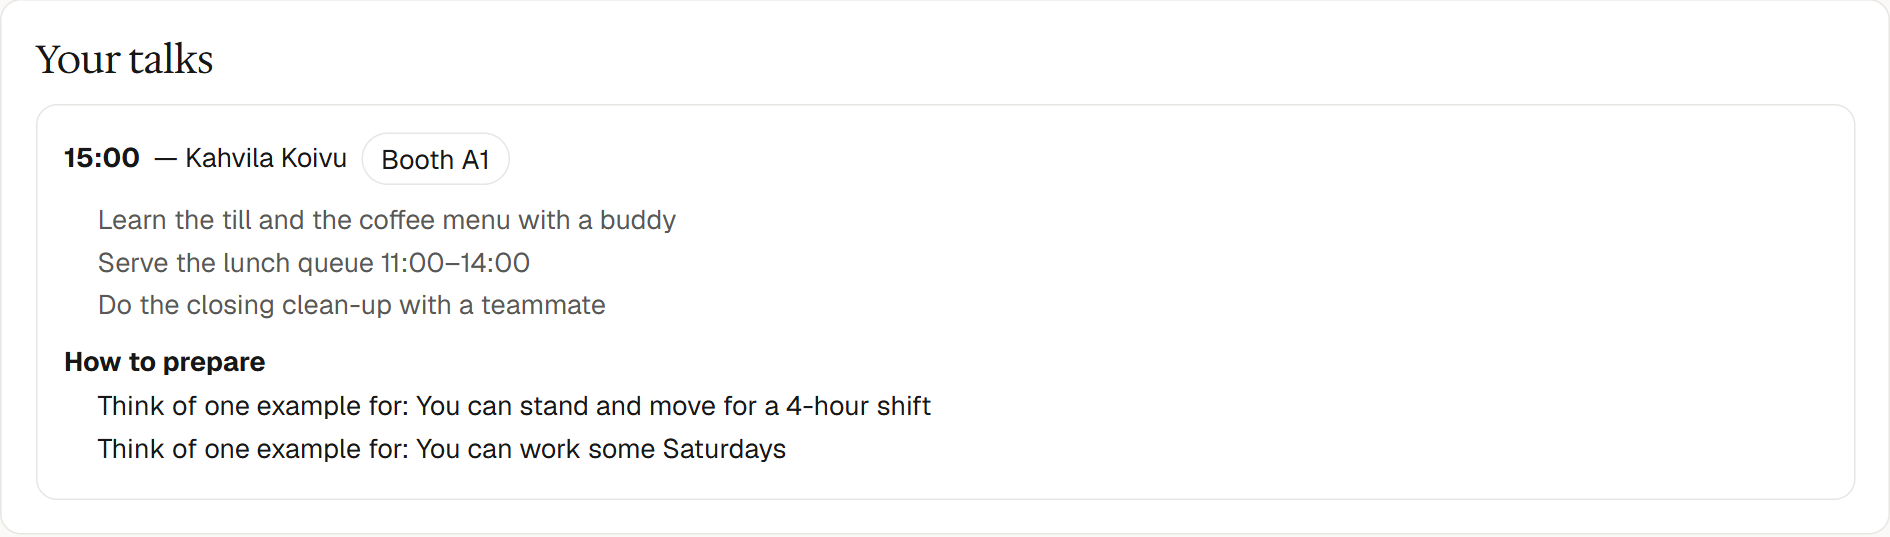 Your talks
15:00 — Kahvila Koivu Booth A1
Learn the till and the coffee menu with a buddy
Serve the lunch queue 11:00–14:00
Do the closing clean-up with a teammate
How to prepare
Think of one example for: You can stand and move for a 4-hour shift
Think of one example for: You can work some Saturdays